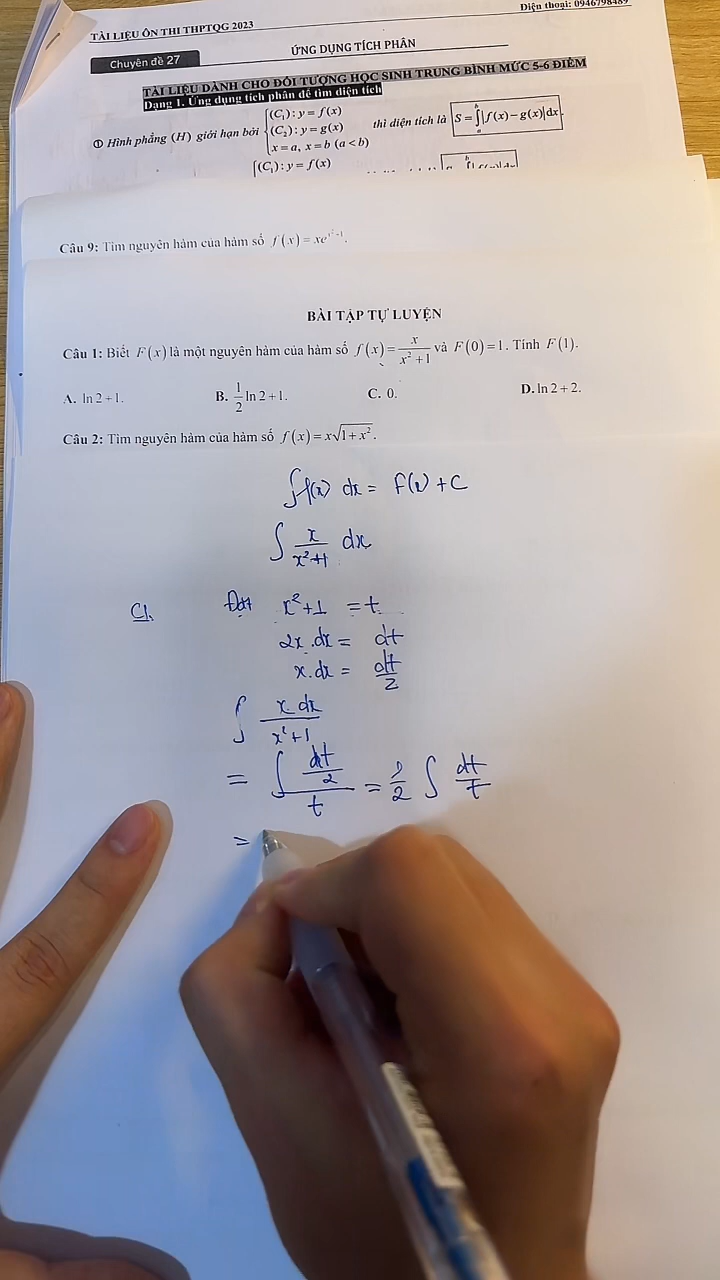 TÀI LIỆU ÔN THI THPTQG 2023
Điện thoại: 0946798489
Chuyên đề 27
ỨNG DỤNG TÍCH PHÂN
TÀI LIỆU DÀNH CHO ĐỐI TƯỢNG HỌC SINH TRUNG BÌNH MỨC 5-6 ĐIỂM
Dạng 1. Ứng dụng tích phân để tìm diện tích
① Hình phẳng (H) giới hạn bởi { (C₁): y = f(x)
(C₂): y = g(x)
x = a, x = b (a < b)
thì diện tích là S = ∫ₐᵇ |f(x) − g(x)| dx.
(C₁): y = f(x)
Câu 9: Tìm nguyên hàm của hàm số f(x) = xe^(x²+1).
BÀI TẬP TỰ LUYỆN
Câu 1: Biết F(x) là một nguyên hàm của hàm số f(x) = x/(x²+1) và F(0) = 1. Tính F(1).
A. ln 2 + 1. B. 1/2 ln 2 + 1. C. 0. D. ln 2 + 2.
Câu 2: Tìm nguyên hàm của hàm số f(x) = x√(1+x²).
∫f(x) dx = F(x) + C
∫ x/(x²+1) dx
C1. Đặt x²+1 = t
2x.dx = dt
x.dx = dt/2
∫ x.dx/(x²+1)
= ∫ (dt/2)/t = 1/2 ∫ dt/t
=